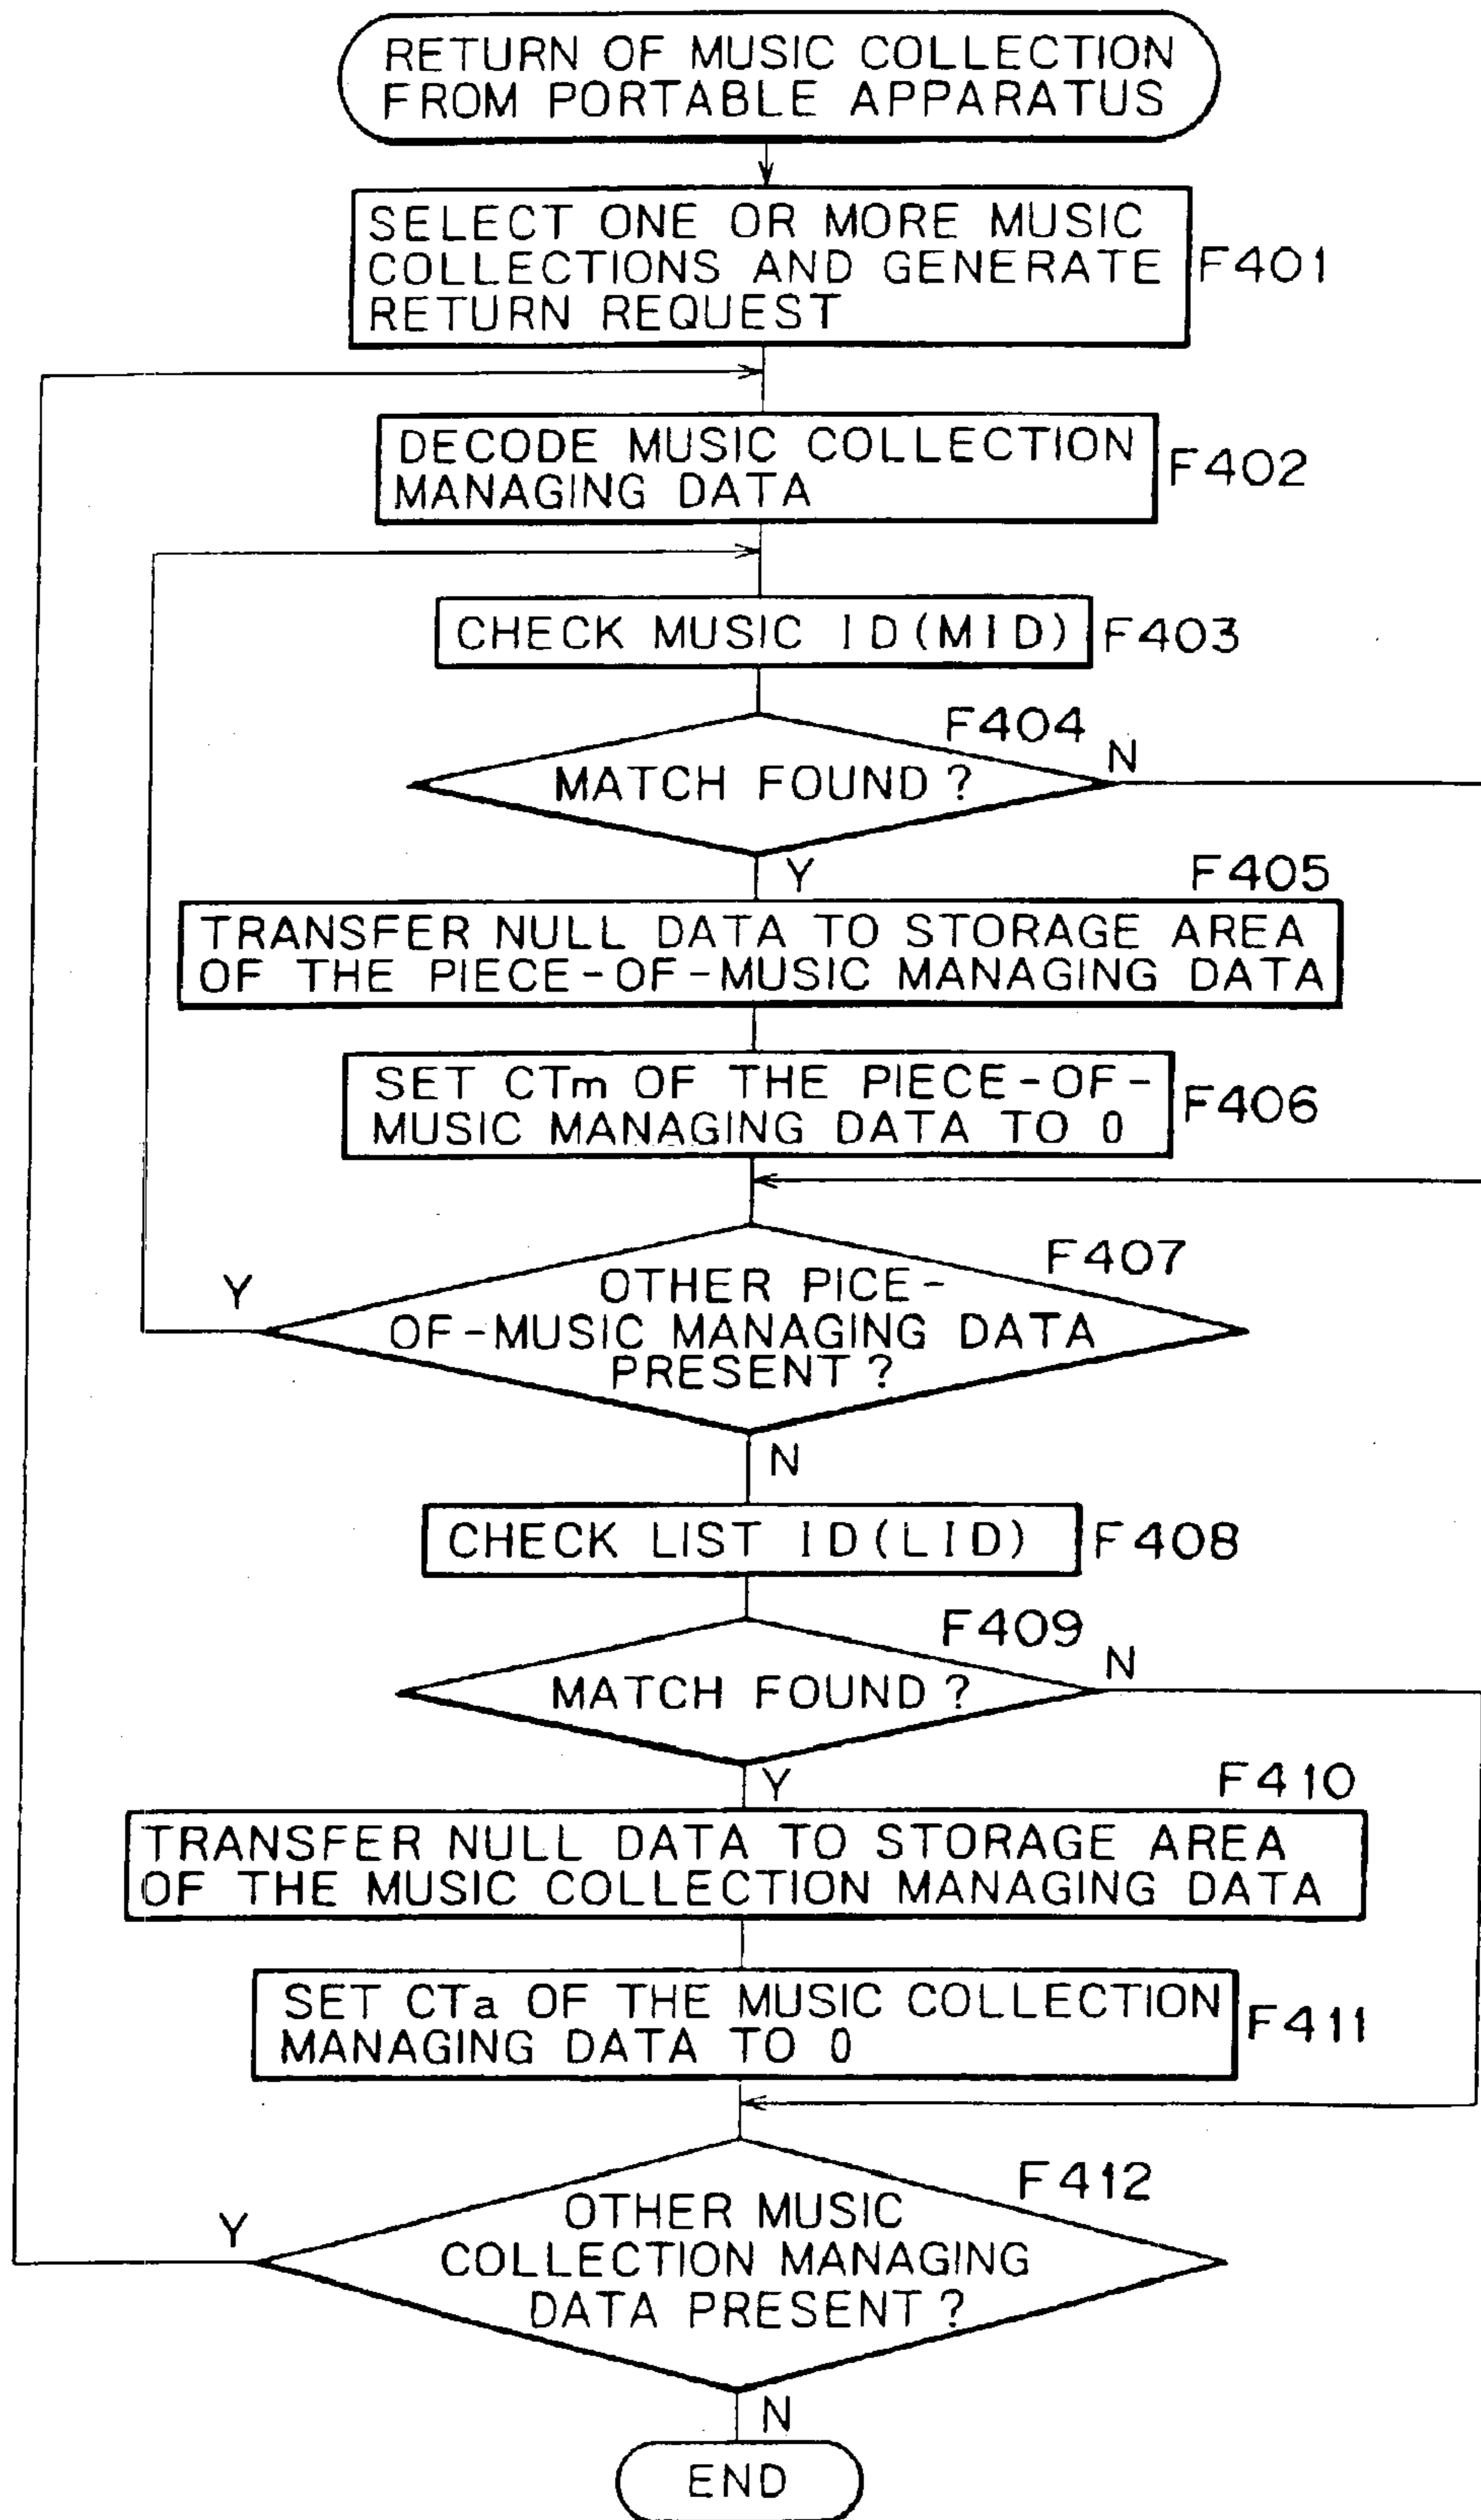 RETURN OF MUSIC COLLECTION
FROM PORTABLE APPARATUS
SELECT ONE OR MORE MUSIC
COLLECTIONS AND GENERATE
RETURN REQUEST
F401
DECODE MUSIC COLLECTION
MANAGING DATA
F402
CHECK MUSIC ID(MID)
F403
F404
MATCH FOUND?
N
Y
F405
TRANSFER NULL DATA TO STORAGE AREA
OF THE PIECE-OF-MUSIC MANAGING DATA
SET CTm OF THE PIECE-OF-
MUSIC MANAGING DATA TO 0
F406
F407
OTHER PICE-
OF-MUSIC MANAGING DATA
PRESENT?
Y
N
CHECK LIST ID(LID)
F408
F409
MATCH FOUND?
N
Y
F410
TRANSFER NULL DATA TO STORAGE AREA
OF THE MUSIC COLLECTION MANAGING DATA
SET CTa OF THE MUSIC COLLECTION
MANAGING DATA TO 0
F411
F412
OTHER MUSIC
COLLECTION MANAGING
DATA PRESENT?
Y
N
END